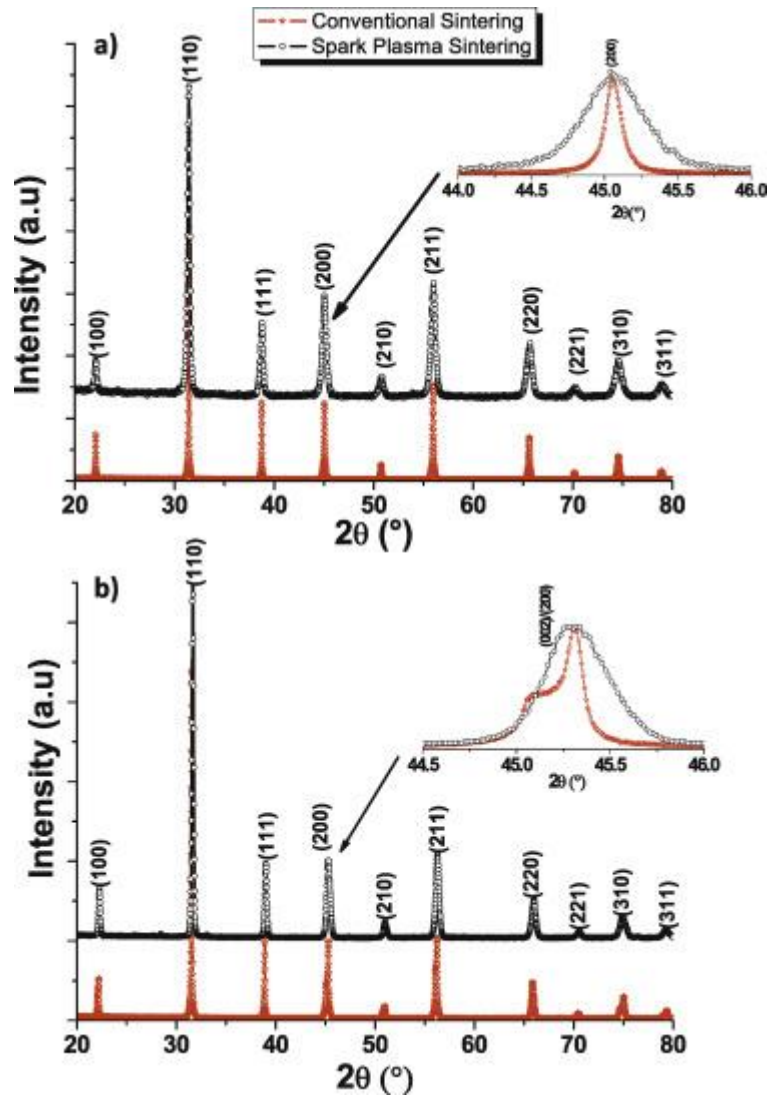 Conventional Sintering
Spark Plasma Sintering
a)
(100)
(110)
(111)
(200)
(210)
(211)
(220)
(221)
(310)
(311)
Intensity (a.u)
20 30 40 50 60 70 80
2θ (°)
(200)
44.0 44.5 45.0 45.5 46.0
2θ(°)
b)
(100)
(110)
(111)
(200)
(210)
(211)
(220)
(221)
(310)
(311)
Intensity (a.u)
20 30 40 50 60 70 80
2θ (°)
(002)/(200)
44.5 45.0 45.5 46.0
2θ (°)